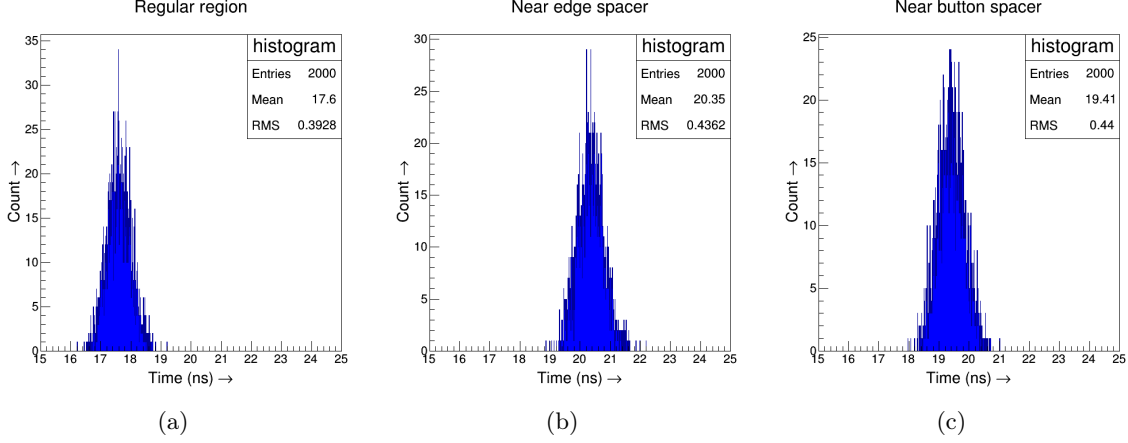 Regular region
histogram
Entries 2000
Mean 17.6
RMS 0.3928
35
30
25
20
15
10
5
0
Count →
15 16 17 18 19 20 21 22 23 24 25
Time (ns) →
(a)
Near edge spacer
histogram
Entries 2000
Mean 20.35
RMS 0.4362
30
25
20
15
10
5
0
Count →
15 16 17 18 19 20 21 22 23 24 25
Time (ns) →
(b)
Near button spacer
histogram
Entries 2000
Mean 19.41
RMS 0.44
25
20
15
10
5
0
Count →
15 16 17 18 19 20 21 22 23 24 25
Time (ns) →
(c)